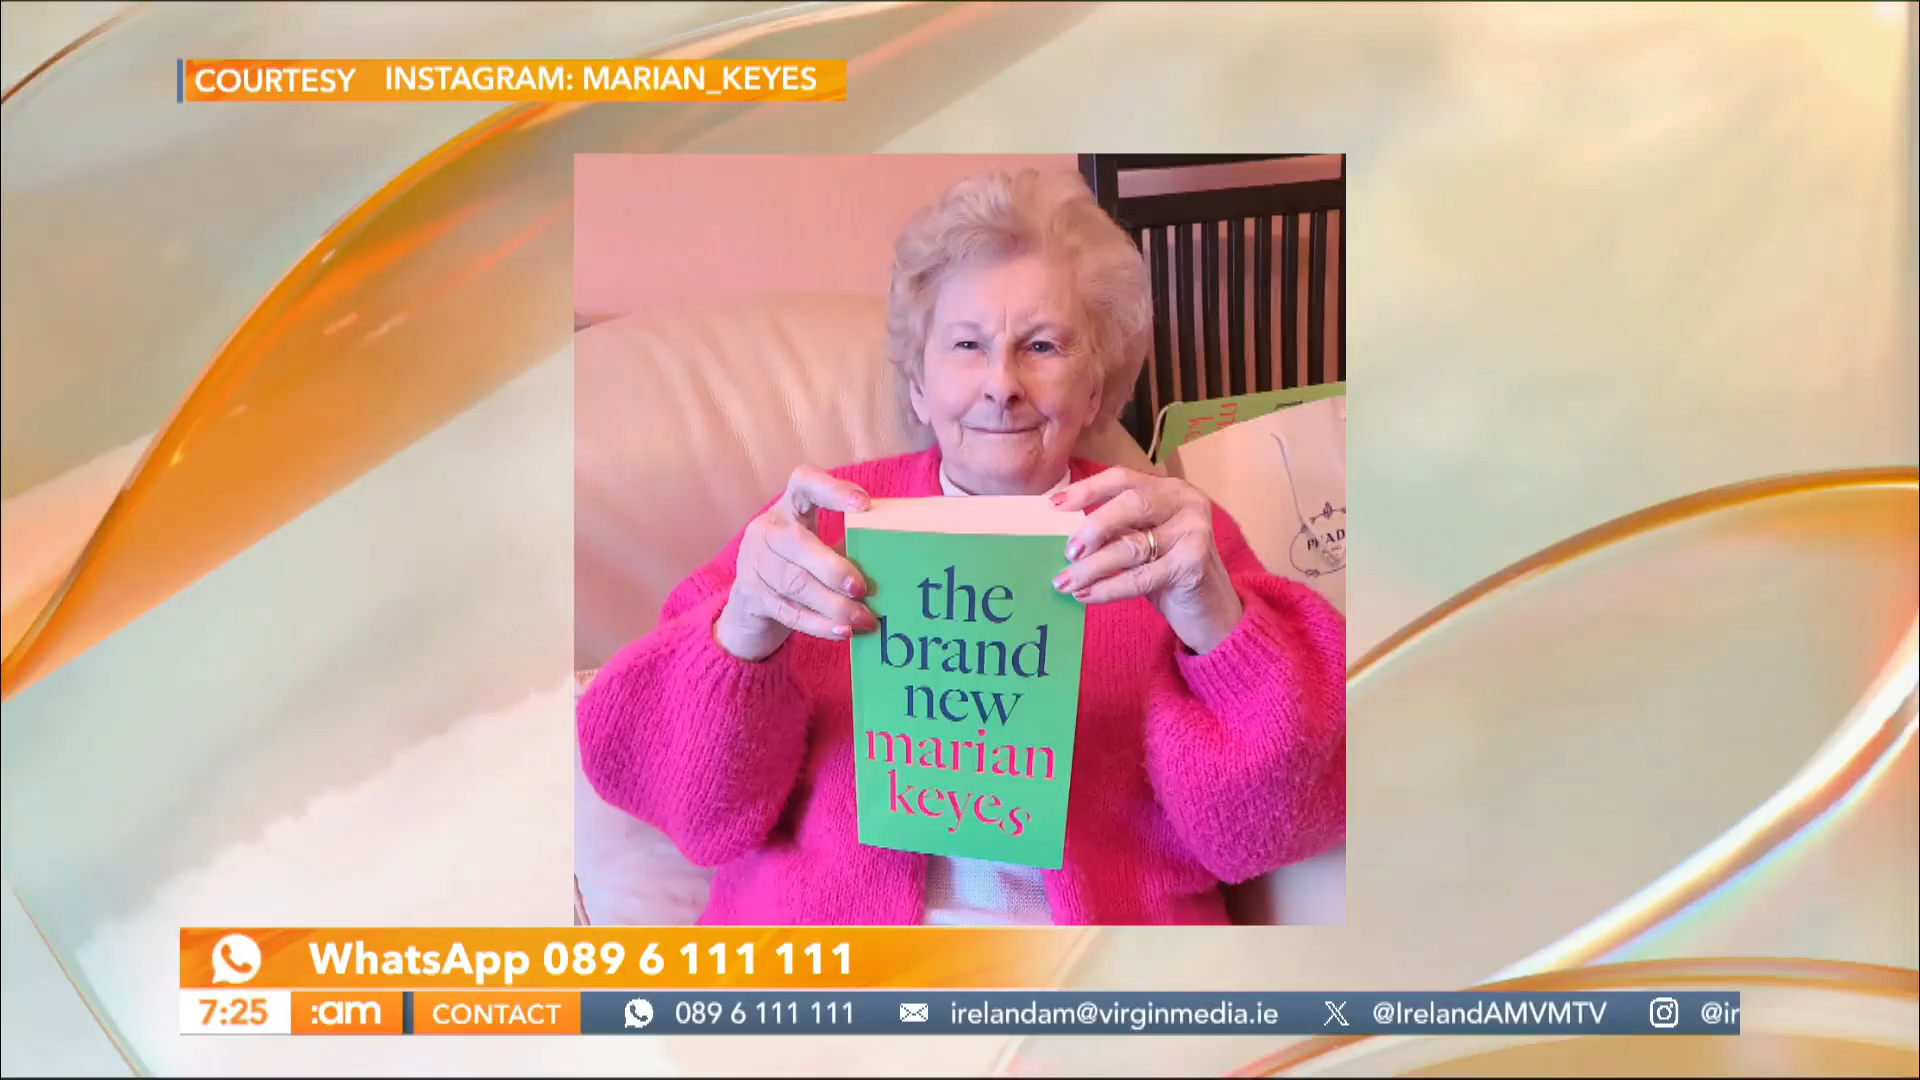 COURTESY INSTAGRAM: MARIAN_KEYES
the
brand
new
marian
keyes
WhatsApp 089 6 111 111
7:25 :am CONTACT 089 6 111 111 irelandam@virginmedia.ie @IrelandAMVMTV